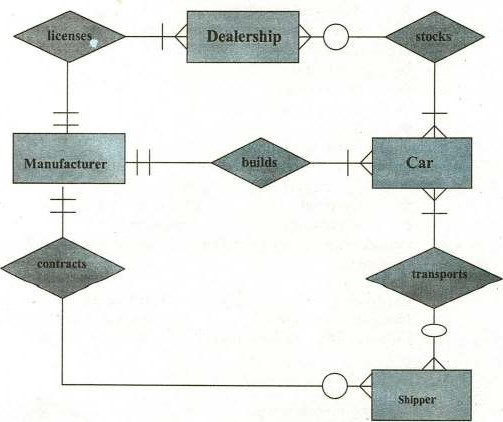 licenses
Dealership
stocks
Manufacturer
builds
Car
contracts
transports
Shipper